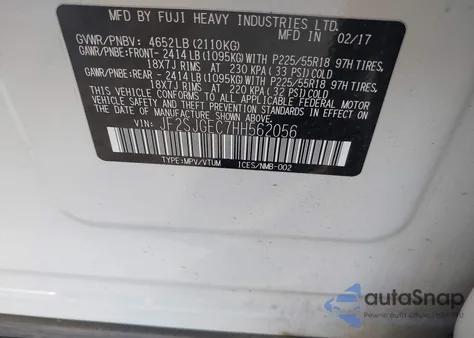 MFD BY FUJI HEAVY INDUSTRIES LTD. 02/17
GVWR/PNBV: 4652LB (2110KG)
GAWR/PNBE:FRONT- 2414 LB (1095KG) WITH P225/55R18 97H TIRES,
18X7J RIMS AT 230 KPA (33 PSI)COLD
GAWR/PNBE:REAR- 2414 LB (1095KG) WITH P225/55R18 97H TIRES,
18X7J RIMS AT 220 KPA (32 PSI)COLD
THIS VEHICLE CONFORMS TO ALL APPLICABLE FEDERAL MOTOR
VEHICLE SAFETY, BUMPER, AND THEFT PREVENTION STANDARDS IN EFFECT ON
THE DATE OF MANUFACTURE SHOWN ABOVE.
VIN: JF2SJGEC7HH562056
TYPE:MPV/VTUM ICES/NMB-002
autoSnap